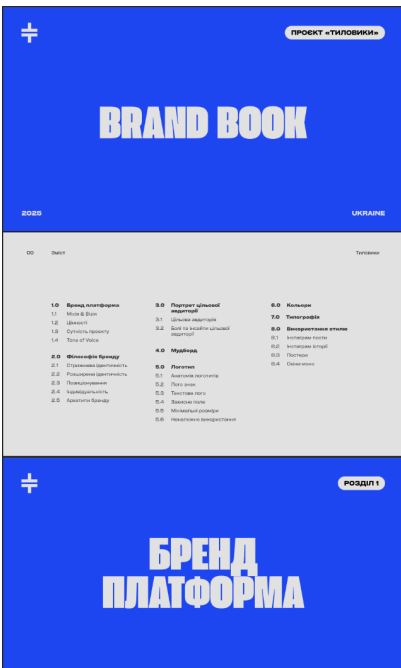 ПРОЄКТ «ТИЛОВИКИ»
BRAND BOOK
2025
UKRAINE
00
Зміст
Тиловики
1.0 Бренд платформа
1.1 Місія & Візія
1.2 Цінності
1.3 Сутність проєкту
1.4 Tone of Voice
2.0 Філософія бренду
2.1 Стрижнева ідентичність
2.2 Розширена ідентичність
2.3 Позиціонування
2.4 Індивідуальність
2.5 Архетипи бренду
3.0 Портрет цільової
аудиторії
3.1 Цільова аудиторія
3.2 Болі та інсайти цільової
аудиторії
4.0 Мудборд
5.0 Логотип
5.1 Анатомія логотипів
5.2 Лого знак
5.3 Текстове лого
5.4 Захисне поле
5.5 Мінімальні розміри
5.6 Неналежне використання
6.0 Кольори
7.0 Типографія
8.0 Використання стилю
8.1 Інстаграм пости
8.2 Інстаграм історії
8.3 Постери
8.4
РОЗДІЛ 1
БРЕНД
ПЛАТФОРМА